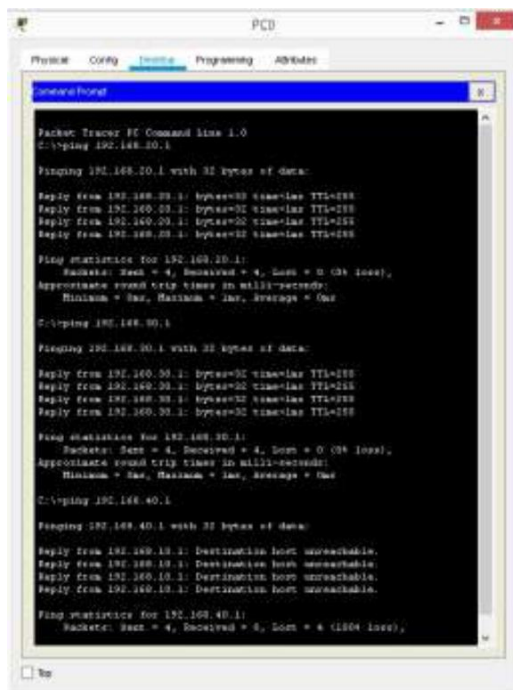 PC0
Physical Config Desktop Programming Attributes
Command Prompt
X
Packet Tracer PC Command Line 1.0
C:\>ping 192.168.20.1
Pinging 192.168.20.1 with 32 bytes of data:
Reply from 192.168.20.1: bytes=32 time=1ms TTL=255
Reply from 192.168.20.1: bytes=32 time<1ms TTL=255
Reply from 192.168.20.1: bytes=32 time<1ms TTL=255
Reply from 192.168.20.1: bytes=32 time<1ms TTL=255
Ping statistics for 192.168.20.1:
Packets: Sent = 4, Received = 4, Lost = 0 (0% loss),
Approximate round trip times in milli-seconds:
Minimum = 0ms, Maximum = 1ms, Average = 0ms
C:\>ping 192.168.30.1
Pinging 192.168.30.1 with 32 bytes of data:
Reply from 192.168.30.1: bytes=32 time<1ms TTL=255
Reply from 192.168.30.1: bytes=32 time=1ms TTL=255
Reply from 192.168.30.1: bytes=32 time<1ms TTL=255
Reply from 192.168.30.1: bytes=32 time<1ms TTL=255
Ping statistics for 192.168.30.1:
Packets: Sent = 4, Received = 4, Lost = 0 (0% loss),
Approximate round trip times in milli-seconds:
Minimum = 0ms, Maximum = 1ms, Average = 0ms
C:\>ping 192.168.40.1
Pinging 192.168.40.1 with 32 bytes of data:
Reply from 192.168.10.1: Destination host unreachable.
Reply from 192.168.10.1: Destination host unreachable.
Reply from 192.168.10.1: Destination host unreachable.
Reply from 192.168.10.1: Destination host unreachable.
Ping statistics for 192.168.40.1:
Packets: Sent = 4, Received = 0, Lost = 4 (100% loss),
Top